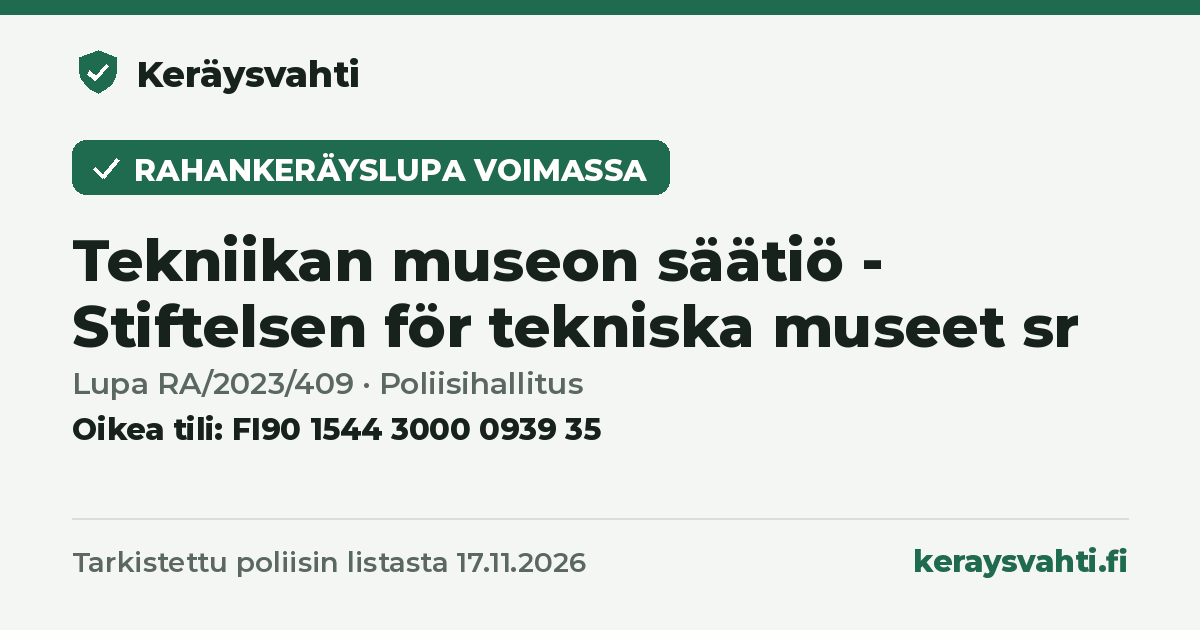 Keräysvahti
RAHANKERÄYSLUPA VOIMASSA
Tekniikan museon säätiö -
Stiftelsen för tekniska museet sr
Lupa RA/2023/409 · Poliisihallitus
Oikea tili: FI90 1544 3000 0939 35
Tarkistettu poliisin listasta 17.11.2026
keraysvahti.fi